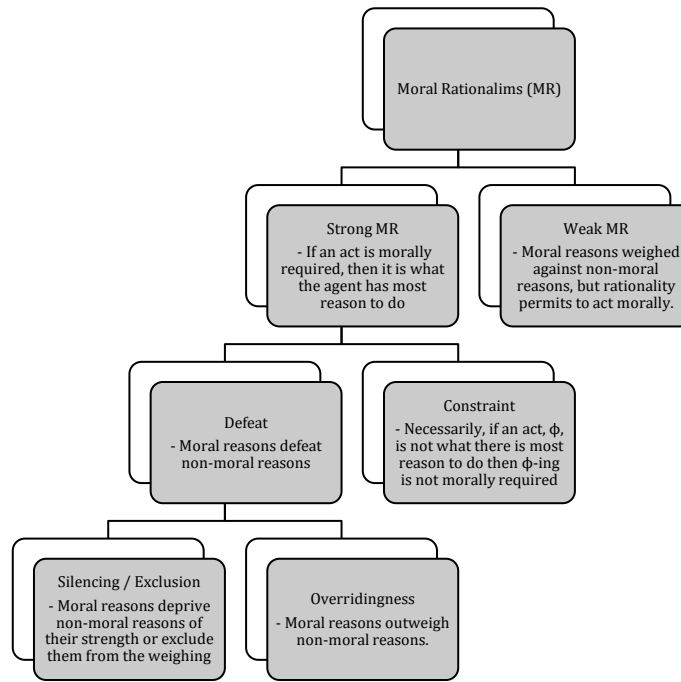 Moral Rationalims (MR)
Strong MR
- If an act is morally
required, then it is what
the agent has most
reason to do
Weak MR
- Moral reasons weighed
against non-moral
reasons, but rationality
permits to act morally.
Defeat
- Moral reasons defeat
non-moral reasons
Constraint
- Necessarily, if an act, ϕ,
is not what there is most
reason to do then ϕ-ing
is not morally required
Silencing / Exclusion
- Moral reasons deprive
non-moral reasons of
their strength or exclude
them from the weighing
Overridingness
- Moral reasons outweigh
non-moral reasons.